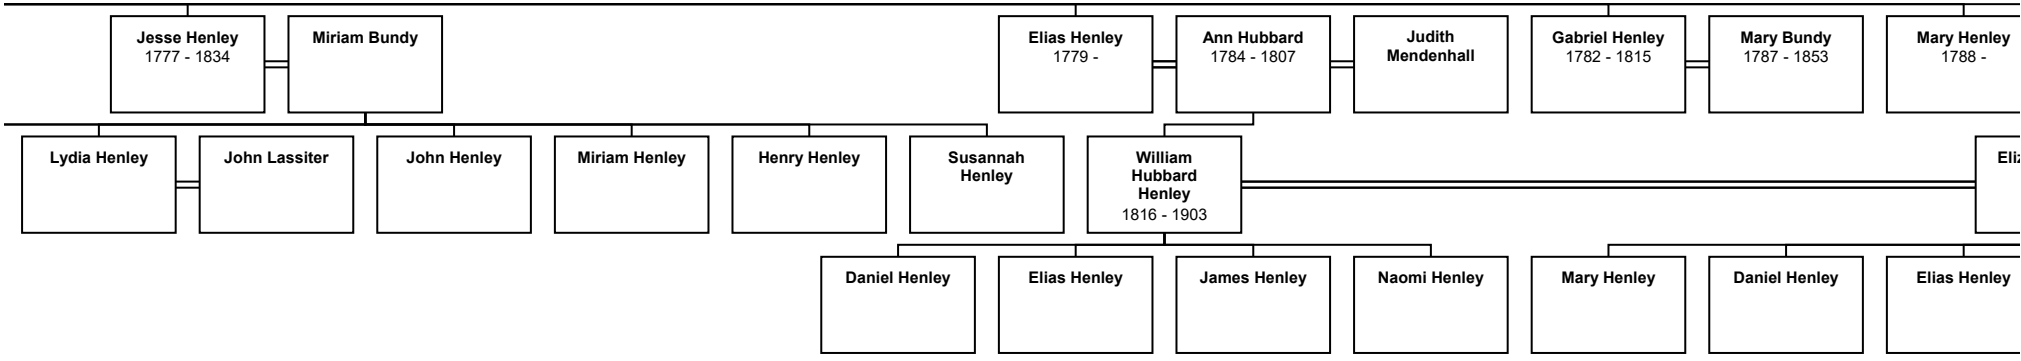 Jesse Henley
1777 - 1834
Miriam Bundy
Elias Henley
1779 -
Ann Hubbard
1784 - 1807
Judith
Mendenhall
Gabriel Henley
1782 - 1815
Mary Bundy
1787 - 1853
Mary Henley
1788 -
Lydia Henley
John Lassiter
John Henley
Miriam Henley
Henry Henley
Susannah
Henley
William
Hubbard
Henley
1816 - 1903
Eliz
Daniel Henley
Elias Henley
James Henley
Naomi Henley
Mary Henley
Daniel Henley
Elias Henley